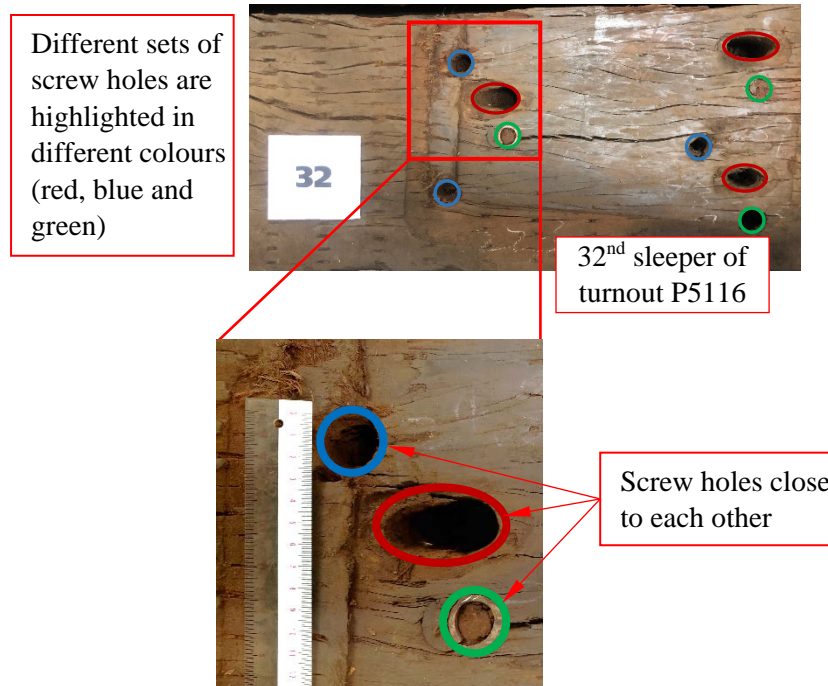 Different sets of
screw holes are
highlighted in
different colours
(red, blue and
green)
32
32nd sleeper of
turnout P5116
Screw holes close
to each other